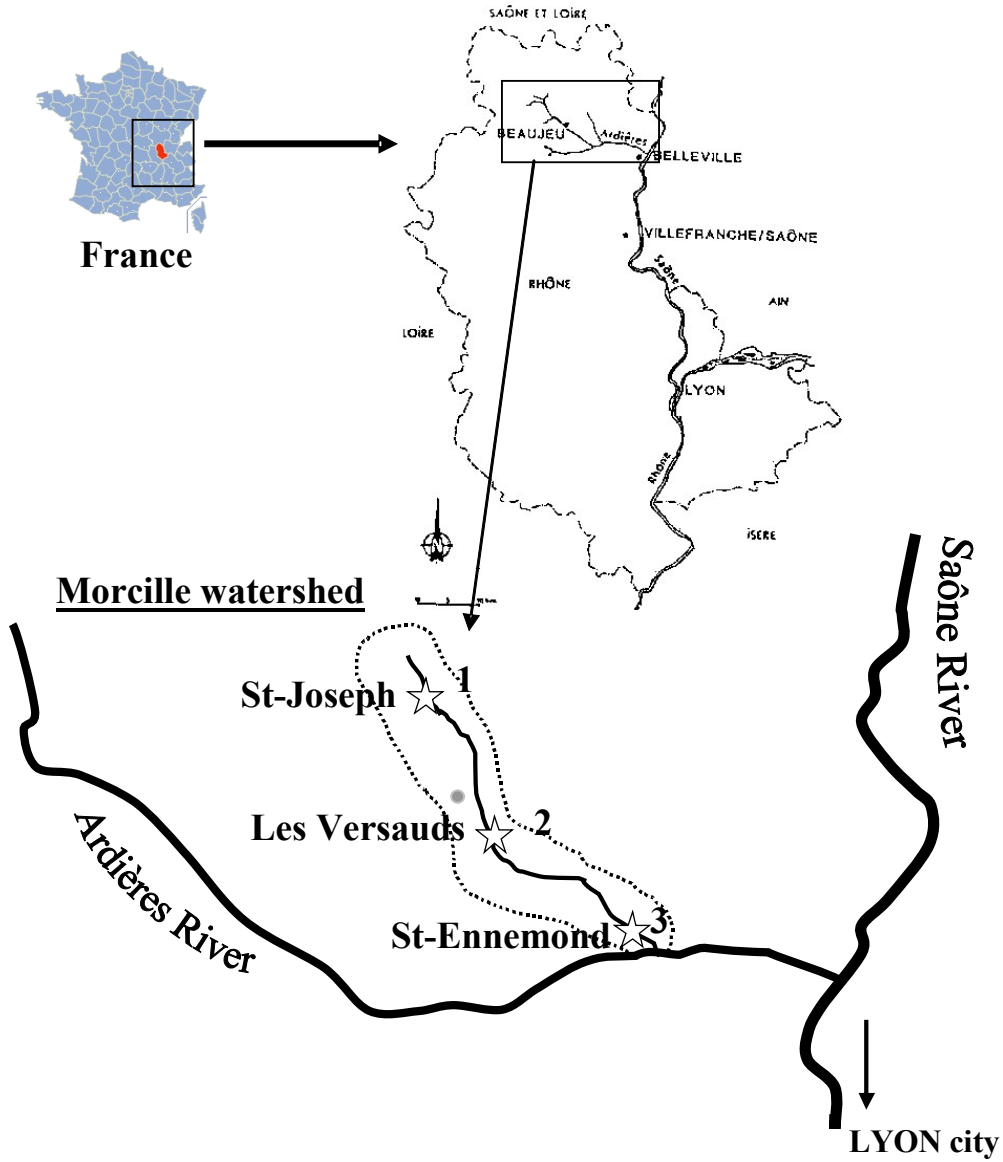 SAÔNE ET LOIRE
BEAUJEU
Ardières
BELLEVILLE
France
VILLEFRANCHE/SAÔNE
Saône
RHÔNE
AIN
LOIRE
LYON
Rhône
ISERE
N
Morcille watershed
Saône River
1
St-Joseph
Les Versauds
2
Ardières River
3
St-Ennemond
LYON city